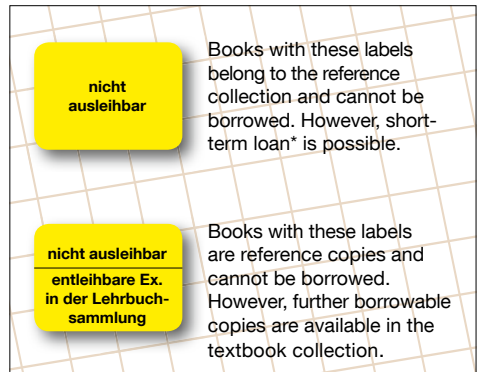 nicht
ausleihbar
Books with these labels
belong to the reference
collection and cannot be
borrowed. However, short-
term loan* is possible.
nicht ausleihbar
entleihbare Ex.
in der Lehrbuch-
sammlung
Books with these labels
are reference copies and
cannot be borrowed.
However, further borrowable
copies are available in the
textbook collection.